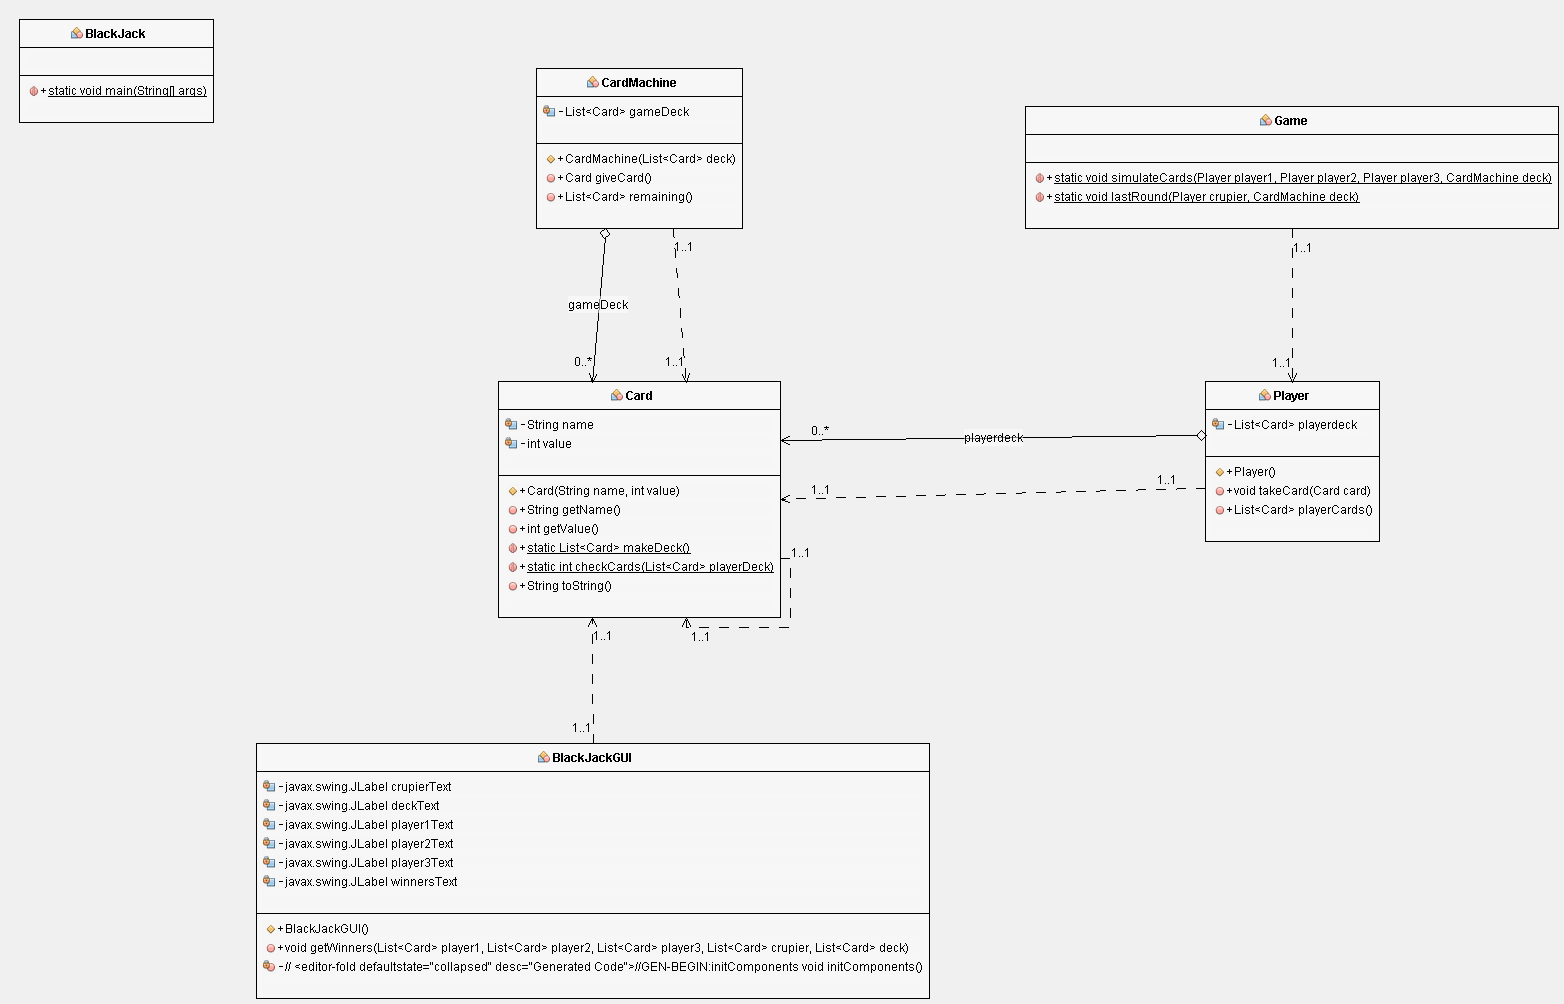 BlackJack
+static void main(String[] args)
CardMachine
-List<Card> gameDeck
+CardMachine(List<Card> deck)
+Card giveCard()
+List<Card> remaining()
Game
+static void simulateCards(Player player1, Player player2, Player player3, CardMachine deck)
+static void lastRound(Player crupier, CardMachine deck)
1..1
1..1
gameDeck
0..*
1..1
1..1
Card
-String name
-int value
+Card(String name, int value)
+String getName()
+int getValue()
+static List<Card> makeDeck()
+static int checkCards(List<Card> playerDeck)
+String toString()
0..*
playerdeck
1..1
1..1
Player
-List<Card> playerdeck
+Player()
+void takeCard(Card card)
+List<Card> playerCards()
1..1
1..1
1..1
1..1
BlackJackGUI
-javax.swing.JLabel crupierText
-javax.swing.JLabel deckText
-javax.swing.JLabel player1Text
-javax.swing.JLabel player2Text
-javax.swing.JLabel player3Text
-javax.swing.JLabel winnersText
+BlackJackGUI()
+void getWinners(List<Card> player1, List<Card> player2, List<Card> player3, List<Card> crupier, List<Card> deck)
-// <editor-fold defaultstate="collapsed" desc="Generated Code">//GEN-BEGIN:initComponents void initComponents()